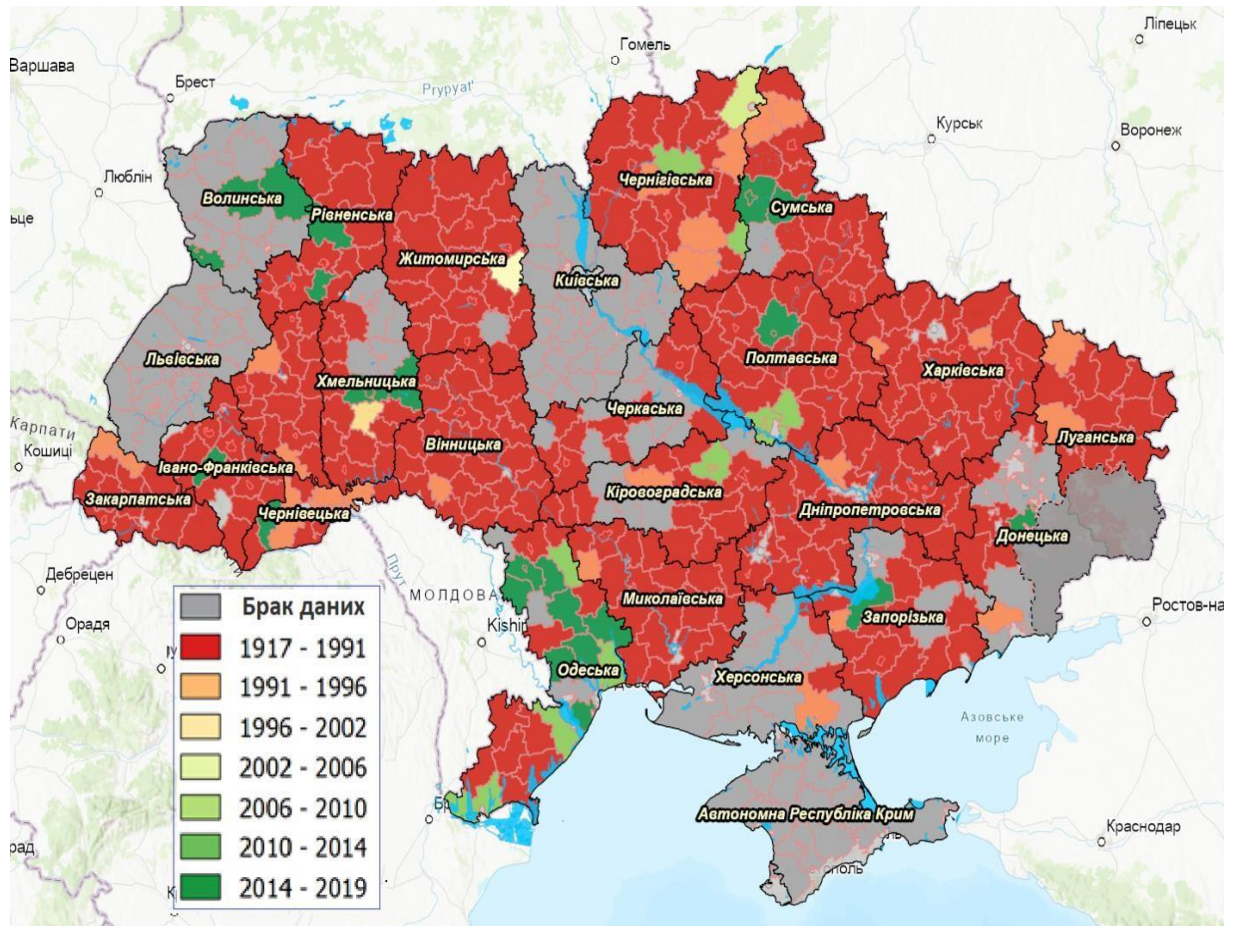 Ліпецьк
Гомель
Варшава
Брест
Prypyat'
Курськ
Воронеж
Люблін
ьце
Чернігівська
Волинська
Рівненська
Сумська
Житомирська
Київська
Львівська
Полтавська
Хмельницька
Харківська
Черкаська
Карпати
Кошиці
Вінницька
Луганська
Івано-Франківська
Закарпатська
Кіровоградська
Чернівецька
Дніпропетровська
Донецька
Прут
Дебрецен
МОЛДОВА
Миколаївська
Запорізька
Ростов-на
Орадя
Kishin
Одеська
Херсонська
Азовське
море
Брак даних
1917 - 1991
1991 - 1996
1996 - 2002
2002 - 2006
2006 - 2010
2010 - 2014
2014 - 2019
Автономна Республіка Крим
Краснодар
рад